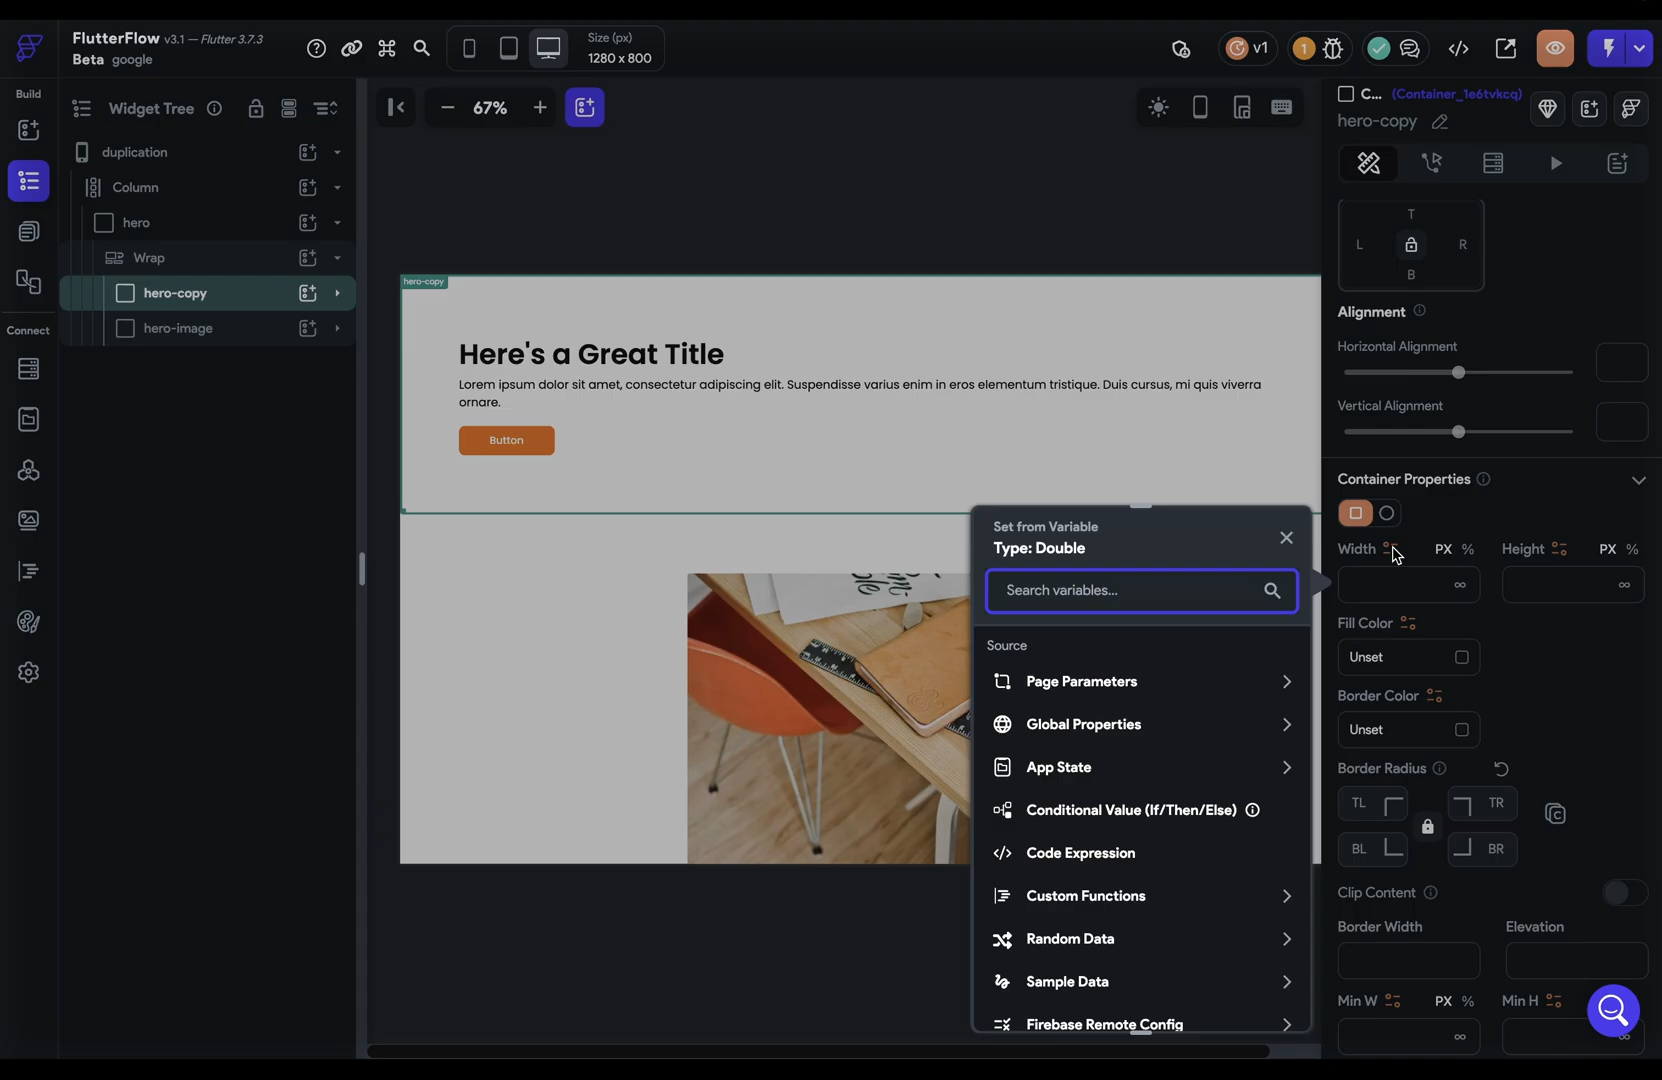 FlutterFlow v3.1 — Flutter 3.7.3
Beta google
Size (px)
1280 x 800
v1
1
Build
Widget Tree
67%
C... (Container_1e6tvkcq)
hero-copy
duplication
Column
hero
Wrap
hero-copy
hero-image
Connect
hero-copy
Here's a Great Title
Lorem ipsum dolor sit amet, consectetur adipiscing elit. Suspendisse varius enim in eros elementum tristique. Duis cursus, mi quis viverra
ornare.
Button
Set from Variable
Type: Double
Search variables...
Source
Page Parameters
Global Properties
App State
Conditional Value (If/Then/Else)
Code Expression
Custom Functions
Random Data
Sample Data
Firebase Remote Config
T
L R
B
Alignment
Horizontal Alignment
Vertical Alignment
Container Properties
Width PX % Height PX %
∞ ∞
Fill Color
Unset
Border Color
Unset
Border Radius
TL TR
BL BR
Clip Content
Border Width Elevation
Min W PX % Min H
∞ ∞